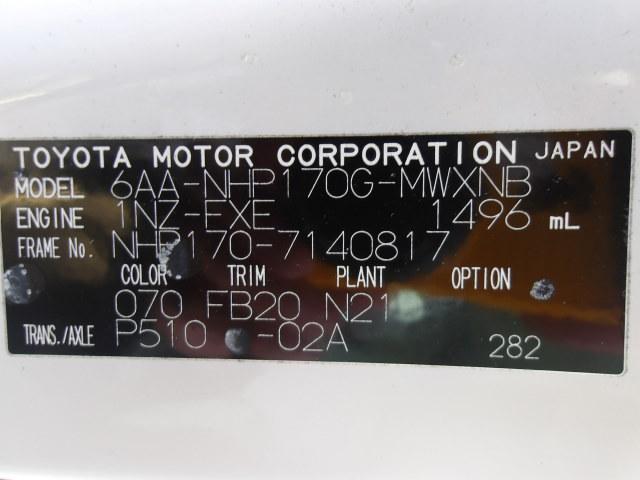 TOYOTA MOTOR CORPORATION JAPAN
MODEL 6AA-NHP170G-MWXNB
ENGINE 1NZ-FXE 1496 mL
FRAME No. NHP170-7140817
COLOR TRIM PLANT OPTION
070 FB20 N21
TRANS./AXLE P510 -02A 282